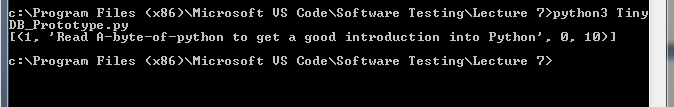 c:\Program Files (x86)\Microsoft VS Code\Software Testing\Lecture 7>python3 Tiny
DB_Prototype.py
[(1, 'Read A-byte-of-python to get a good introduction into Python', 0, 10)]
c:\Program Files (x86)\Microsoft VS Code\Software Testing\Lecture 7>